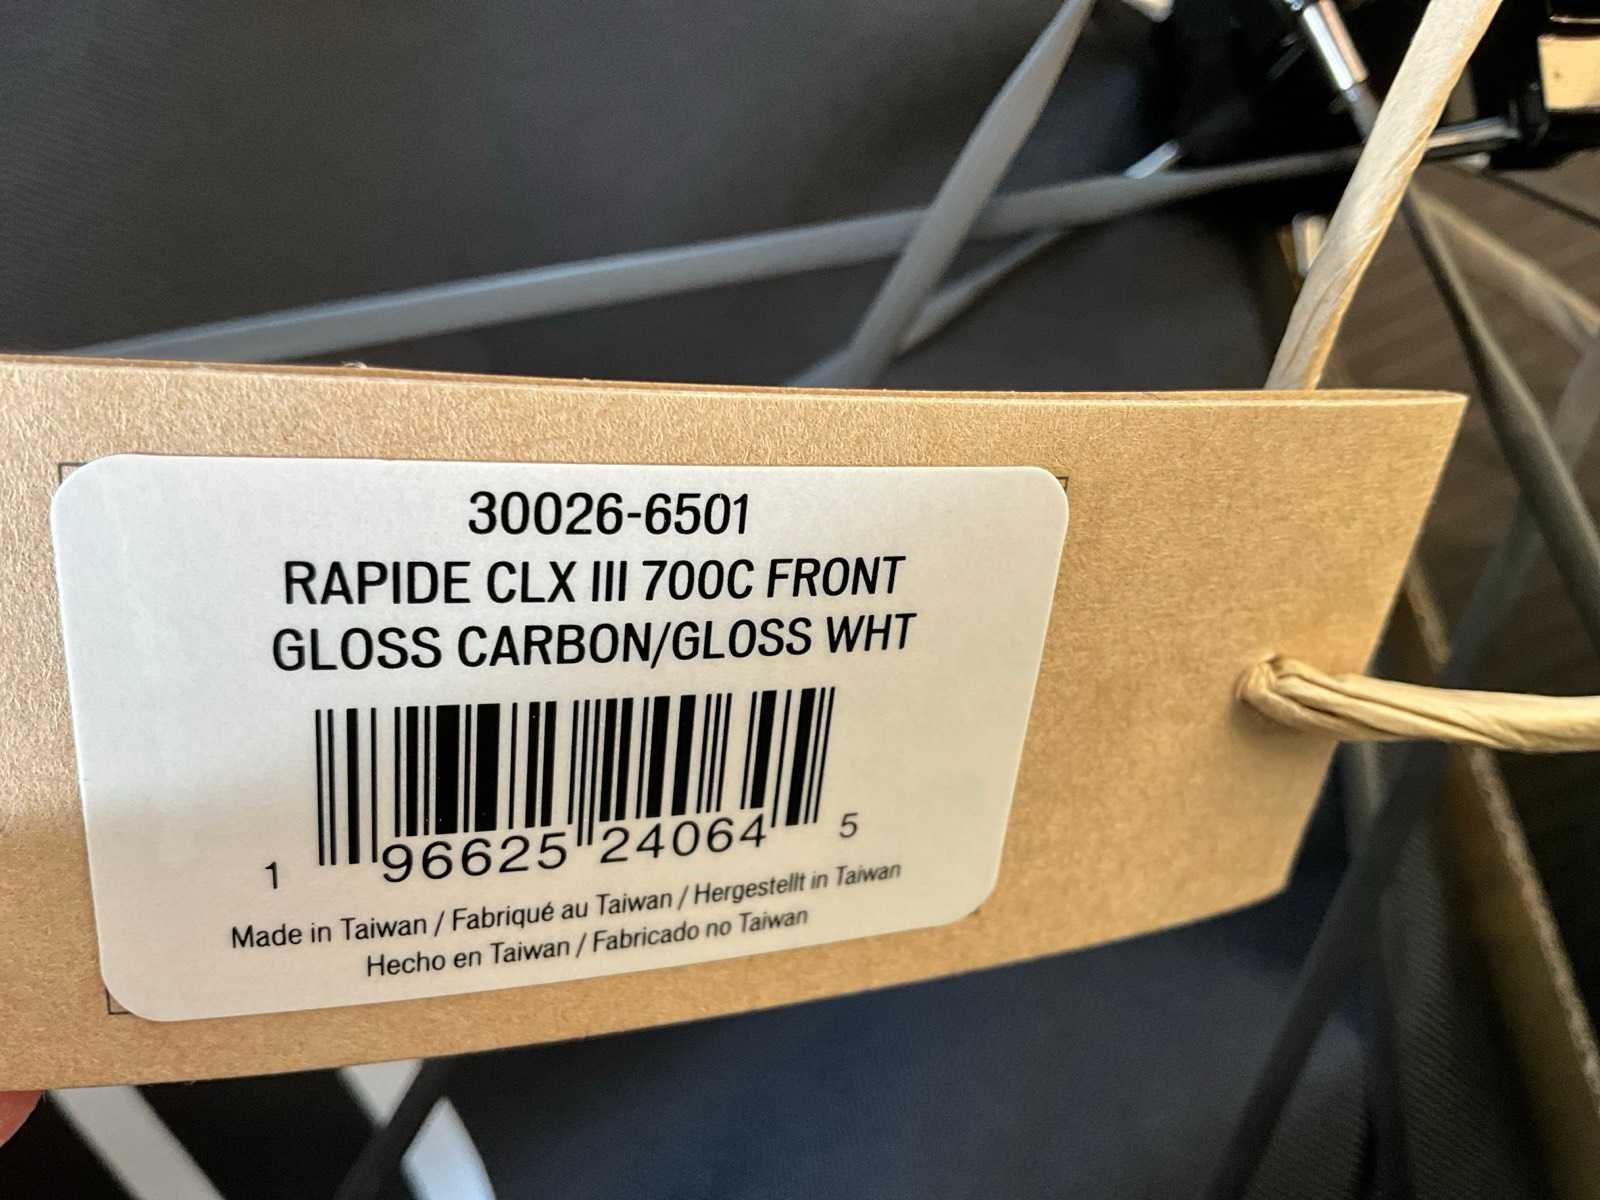 30026-6501
RAPIDE CLX III 700C FRONT
GLOSS CARBON/GLOSS WHT
1 96625 24064 5
Made in Taiwan / Fabriqué au Taiwan / Hergestellt in Taiwan
Hecho en Taiwan / Fabricado no Taiwan